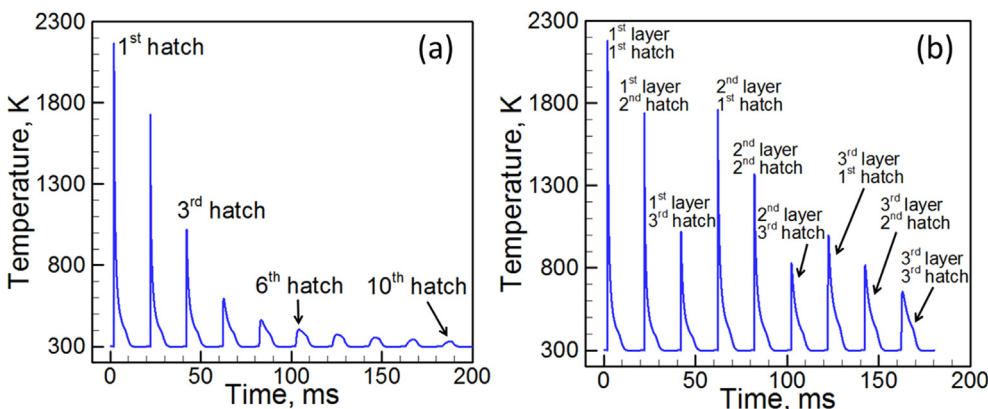 2300
(a)
1st hatch
1800
Temperature, K
1300
3rd hatch
800
6th hatch
10th hatch
300
0 50 100 150 200
Time, ms
2300
(b)
1st layer
1st hatch
1800
1st layer
2nd hatch
2nd layer
1st hatch
Temperature, K
1300
2nd layer
2nd hatch
3rd layer
1st hatch
1st layer
3rd hatch
2nd layer
3rd hatch
3rd layer
2nd hatch
800
3rd layer
3rd hatch
300
0 50 100 150 200
Time, ms